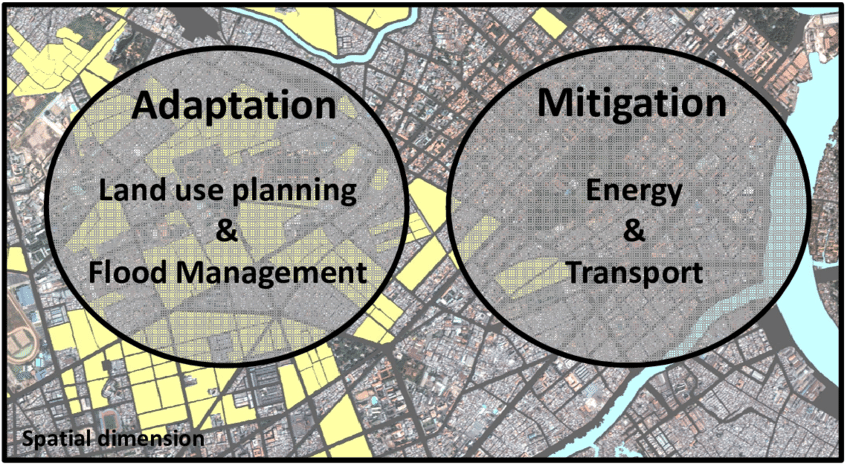 Adaptation
Land use planning
&
Flood Management
Mitigation
Energy
&
Transport
Spatial dimension